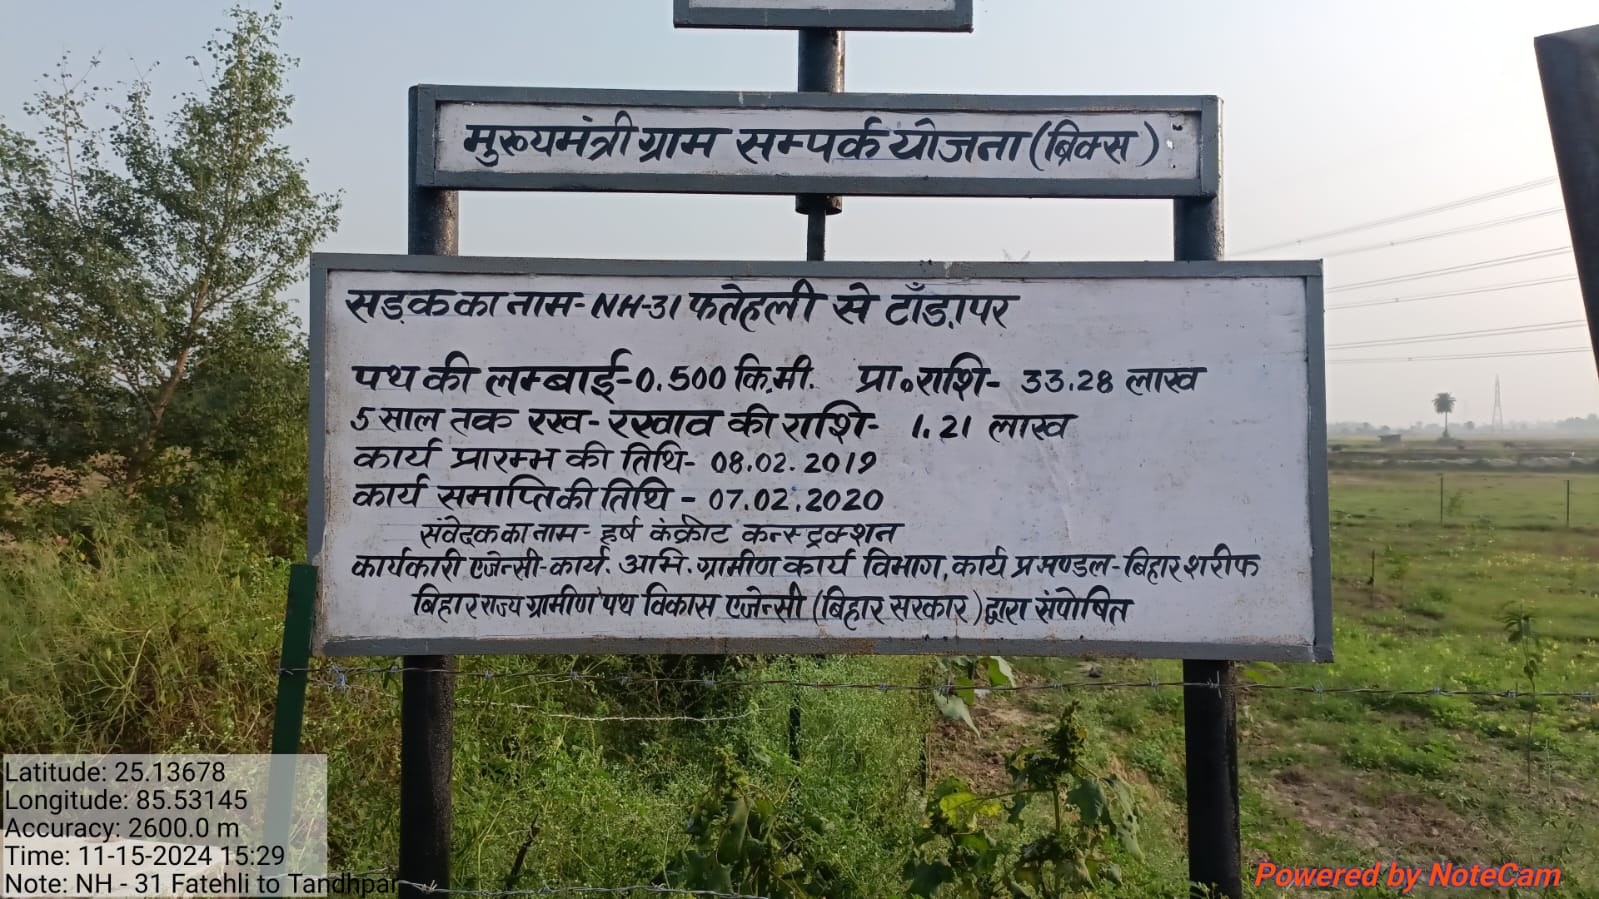 मुख्यमंत्री ग्राम सम्पर्क योजना (ब्रिक्स)
सड़क का नाम- NH-31 फतेहली से टाँड़ापर
पथ की लम्बाई-0.500 कि.मी. प्रा०राशि- 33.28 लाख
5 साल तक रख-रखाव की राशि- 1.21 लाख
कार्य प्रारम्भ की तिथि- 08.02.2019
कार्य समाप्ति की तिथि - 07.02.2020
संवेदक का नाम- हर्ष कंक्रीट कन्स्ट्रक्शन
कार्यकारी एजेन्सी-कार्य. अभि. ग्रामीण कार्य विभाग, कार्य प्रमण्डल-बिहार शरीफ
बिहार राज्य ग्रामीण पथ विकास एजेन्सी (बिहार सरकार) द्वारा संपोषित
Latitude: 25.13678
Longitude: 85.53145
Accuracy: 2600.0 m
Time: 11-15-2024 15:29
Note: NH - 31 Fatehli to Tandhpar
Powered by NoteCam